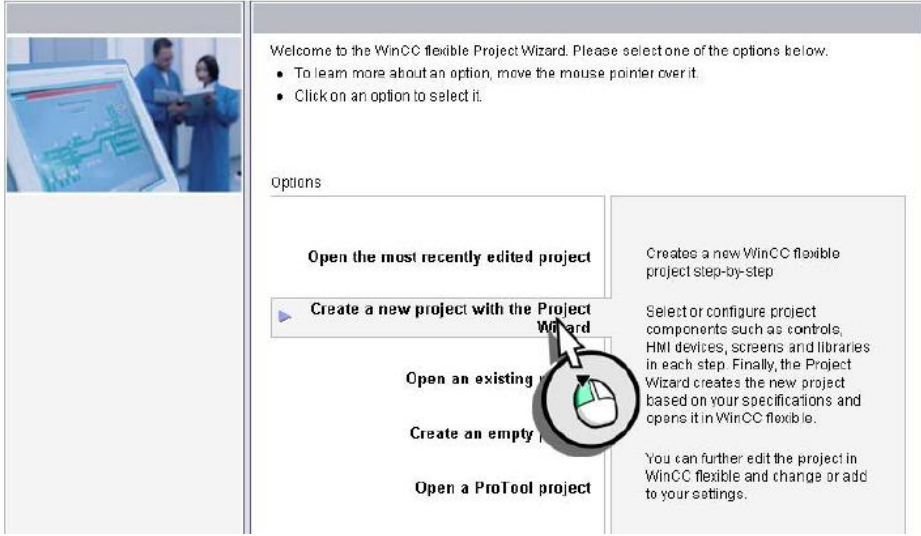 Welcome to the WinCC flexible Project Wizard. Please select one of the options below.
• To learn more about an option, move the mouse pointer over it.
• Click on an option to select it.
Options
Open the most recently edited project
Create a new project with the Project
Wizard
Open an existing
Create an empty
Open a ProTool project
Creates a new WinCC flexible
project step-by-step
Select or configure project
components such as controls,
HMI devices, screens and libraries
in each step. Finally, the Project
Wizard creates the new project
based on your specifications and
opens it in WinCC flexible.
You can further edit the project in
WinCC flexible and change or add
to your settings.